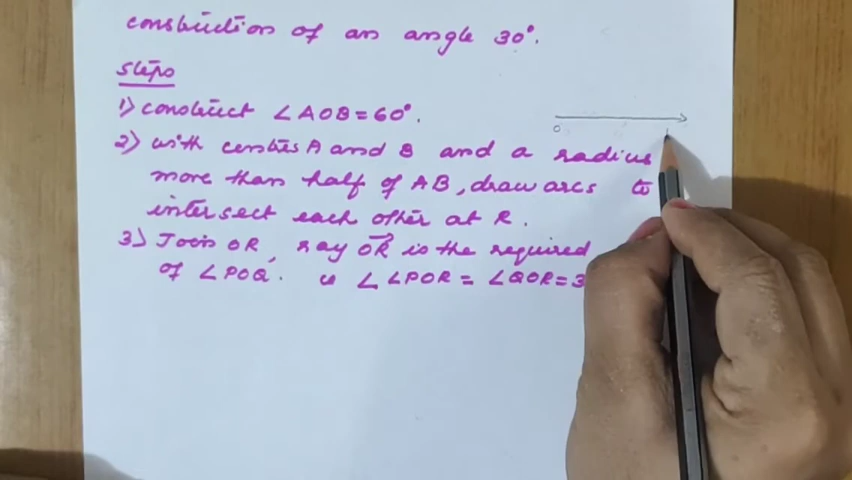 construction of an angle 30°.
Steps
1) construct ∠AOB=60°.
2) with centres A and B and a radius
more than half of AB, draw arcs to
intersect each other at R.
3) Join OR, ray OR is the required
of ∠POQ. ∠ ∠POR = ∠QOR=3
O